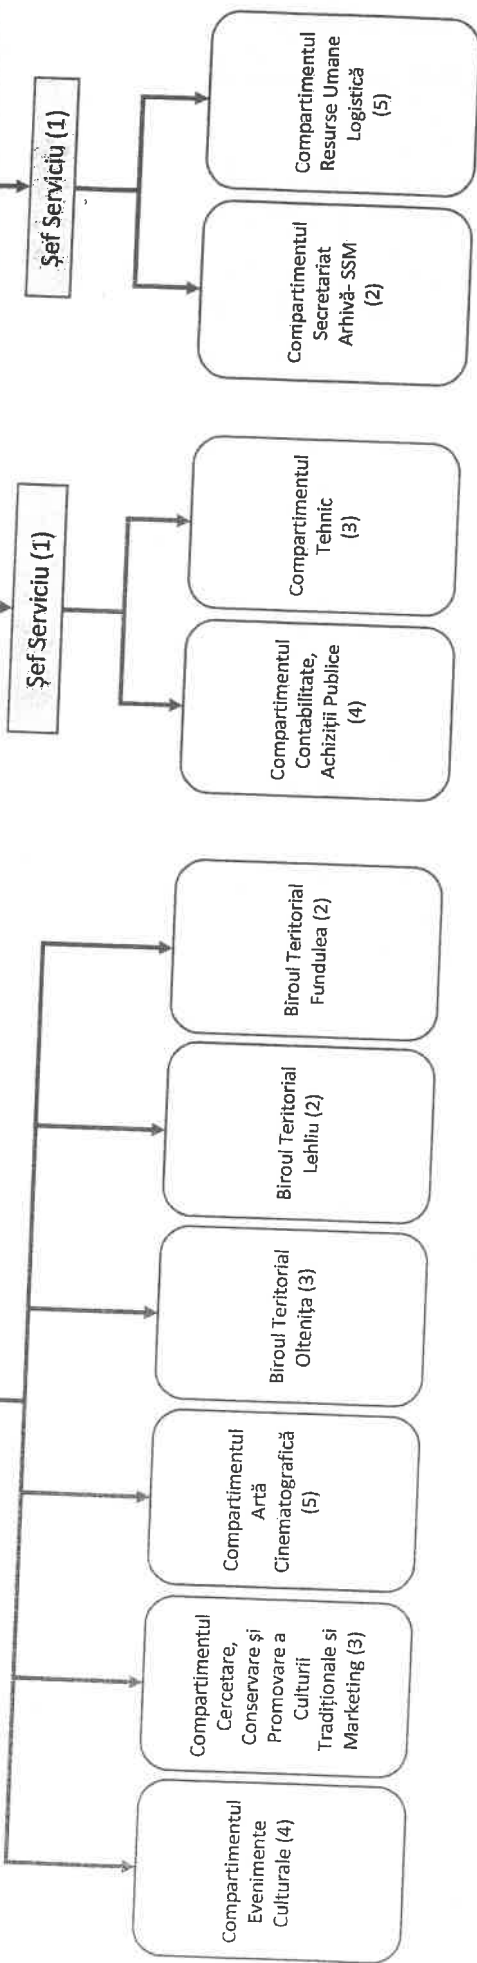 Șef Serviciu (1)
Șef Serviciu (1)
Compartimentul
Evenimente
Culturale (4)
Compartimentul
Cercetare,
Conservare și
Promovare a
Culturii
Tradiționale si
Marketing (3)
Compartimentul
Artă
Cinematografică
(5)
Biroul Teritorial
Oltenița (3)
Biroul Teritorial
Lehliu (2)
Biroul Teritorial
Fundulea (2)
Compartimentul
Contabilitate,
Achiziții Publice
(4)
Compartimentul
Tehnic
(3)
Compartimentul
Secretariat
Arhivă- SSM
(2)
Compartimentul
Resurse Umane
Logistică
(5)